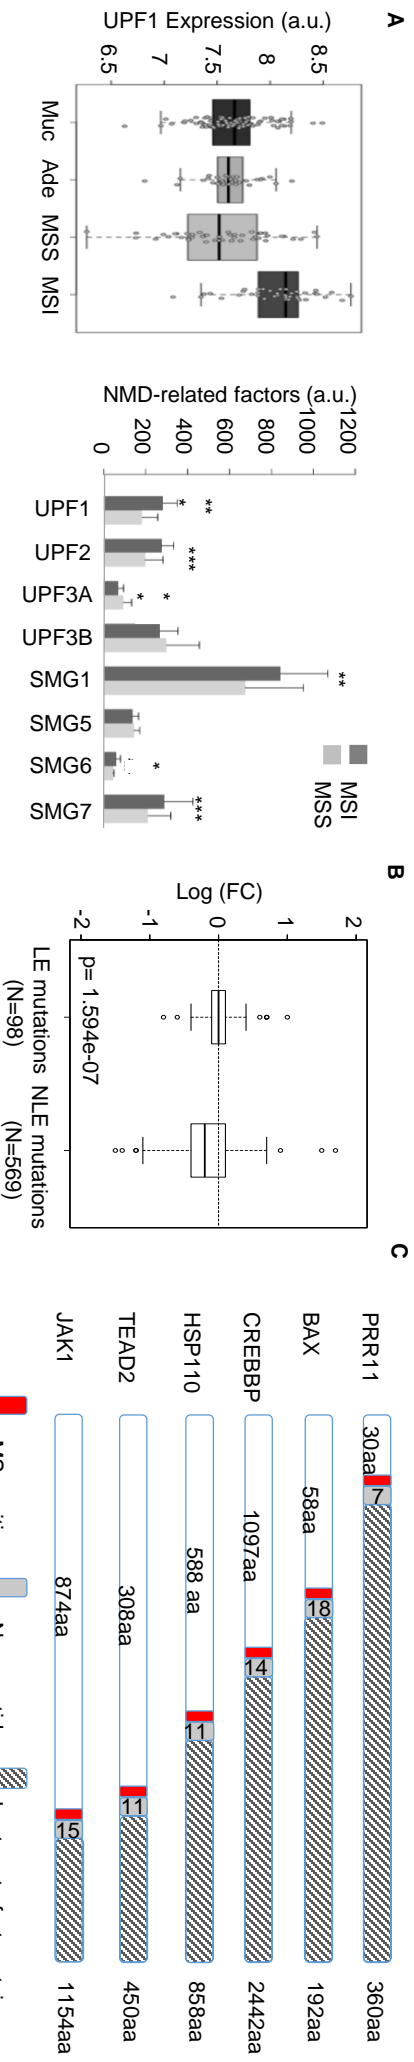 A
UPF1 Expression (a.u.)
6.5
7
7.5
8
8.5
Muc
Ade
MSS
MSI
NMD-related factors (a.u.)
0
200
400
600
800
1000
1200
*
**
***
*
*
**
*
***
UPF1
UPF2
UPF3A
UPF3B
SMG1
SMG5
SMG6
SMG7
MSI
MSS
B
Log (FC)
-2
-1
0
1
2
p= 1.594e-07
LE mutations
(N=98)
NLE mutations
(N=569)
C
PRR11
30aa
7
360aa
BAX
58aa
18
192aa
CREBBP
1097aa
14
2442aa
HSP110
588 aa
11
858aa
TEAD2
308aa
11
450aa
JAK1
874aa
15
1154aa